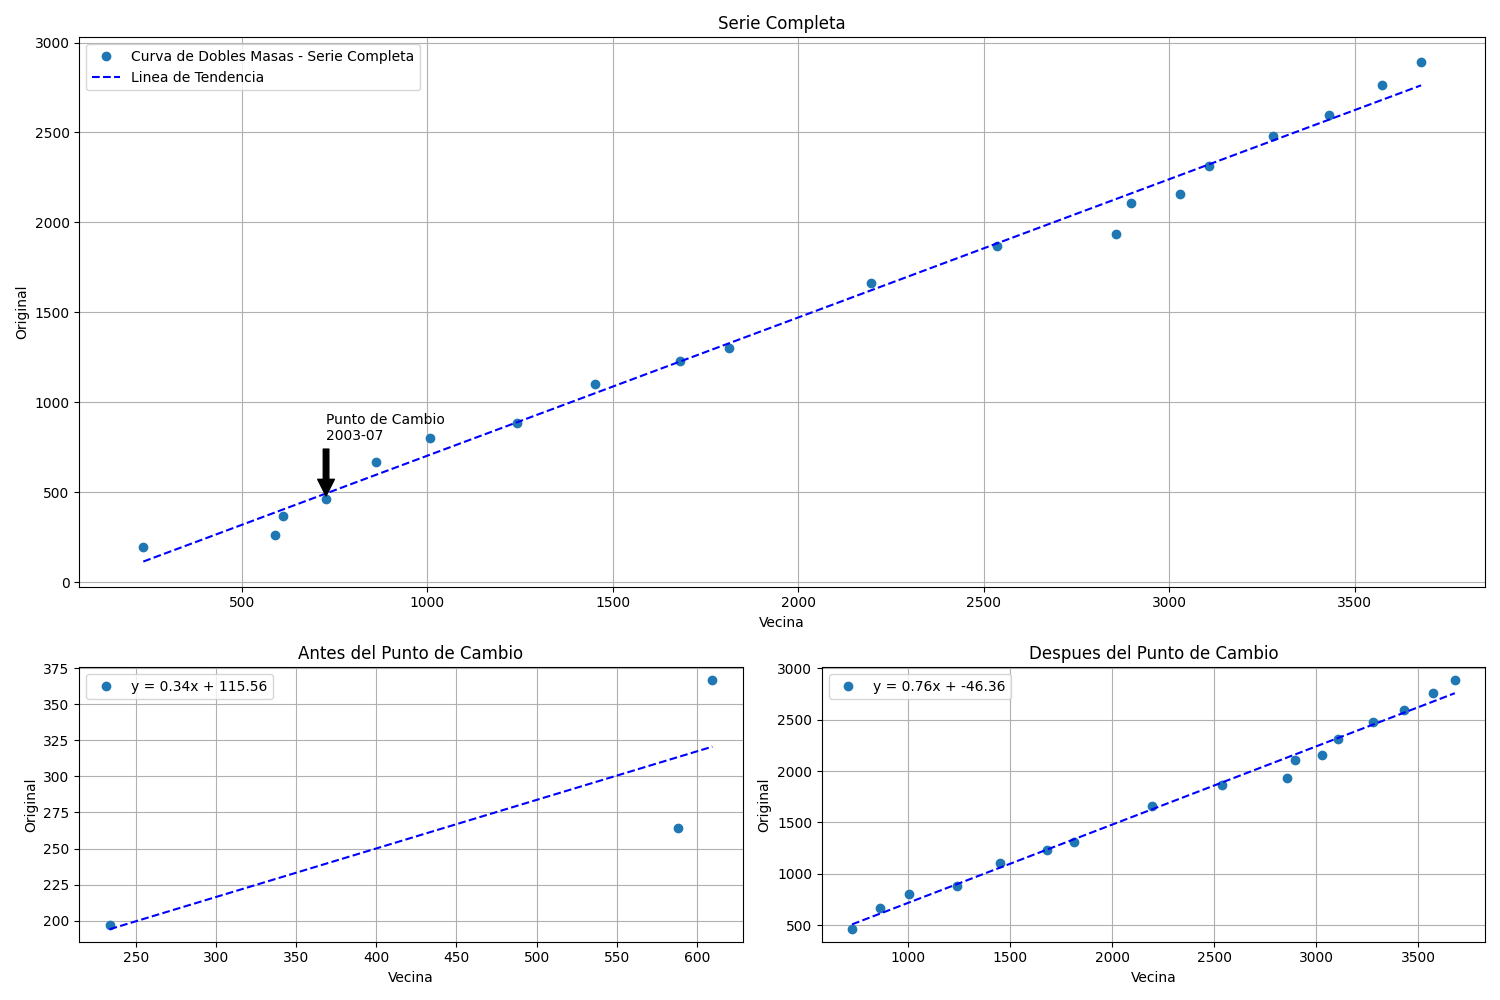 Serie Completa
Curva de Dobles Masas - Serie Completa
Linea de Tendencia
3000
2500
2000
1500
1000
500
0
Original
Punto de Cambio
2003-07
500 1000 1500 2000 2500 3000 3500
Vecina
Antes del Punto de Cambio
y = 0.34x + 115.56
375
350
325
300
275
250
225
200
Original
250 300 350 400 450 500 550 600
Vecina
Despues del Punto de Cambio
y = 0.76x + -46.36
3000
2500
2000
1500
1000
500
Original
1000 1500 2000 2500 3000 3500
Vecina